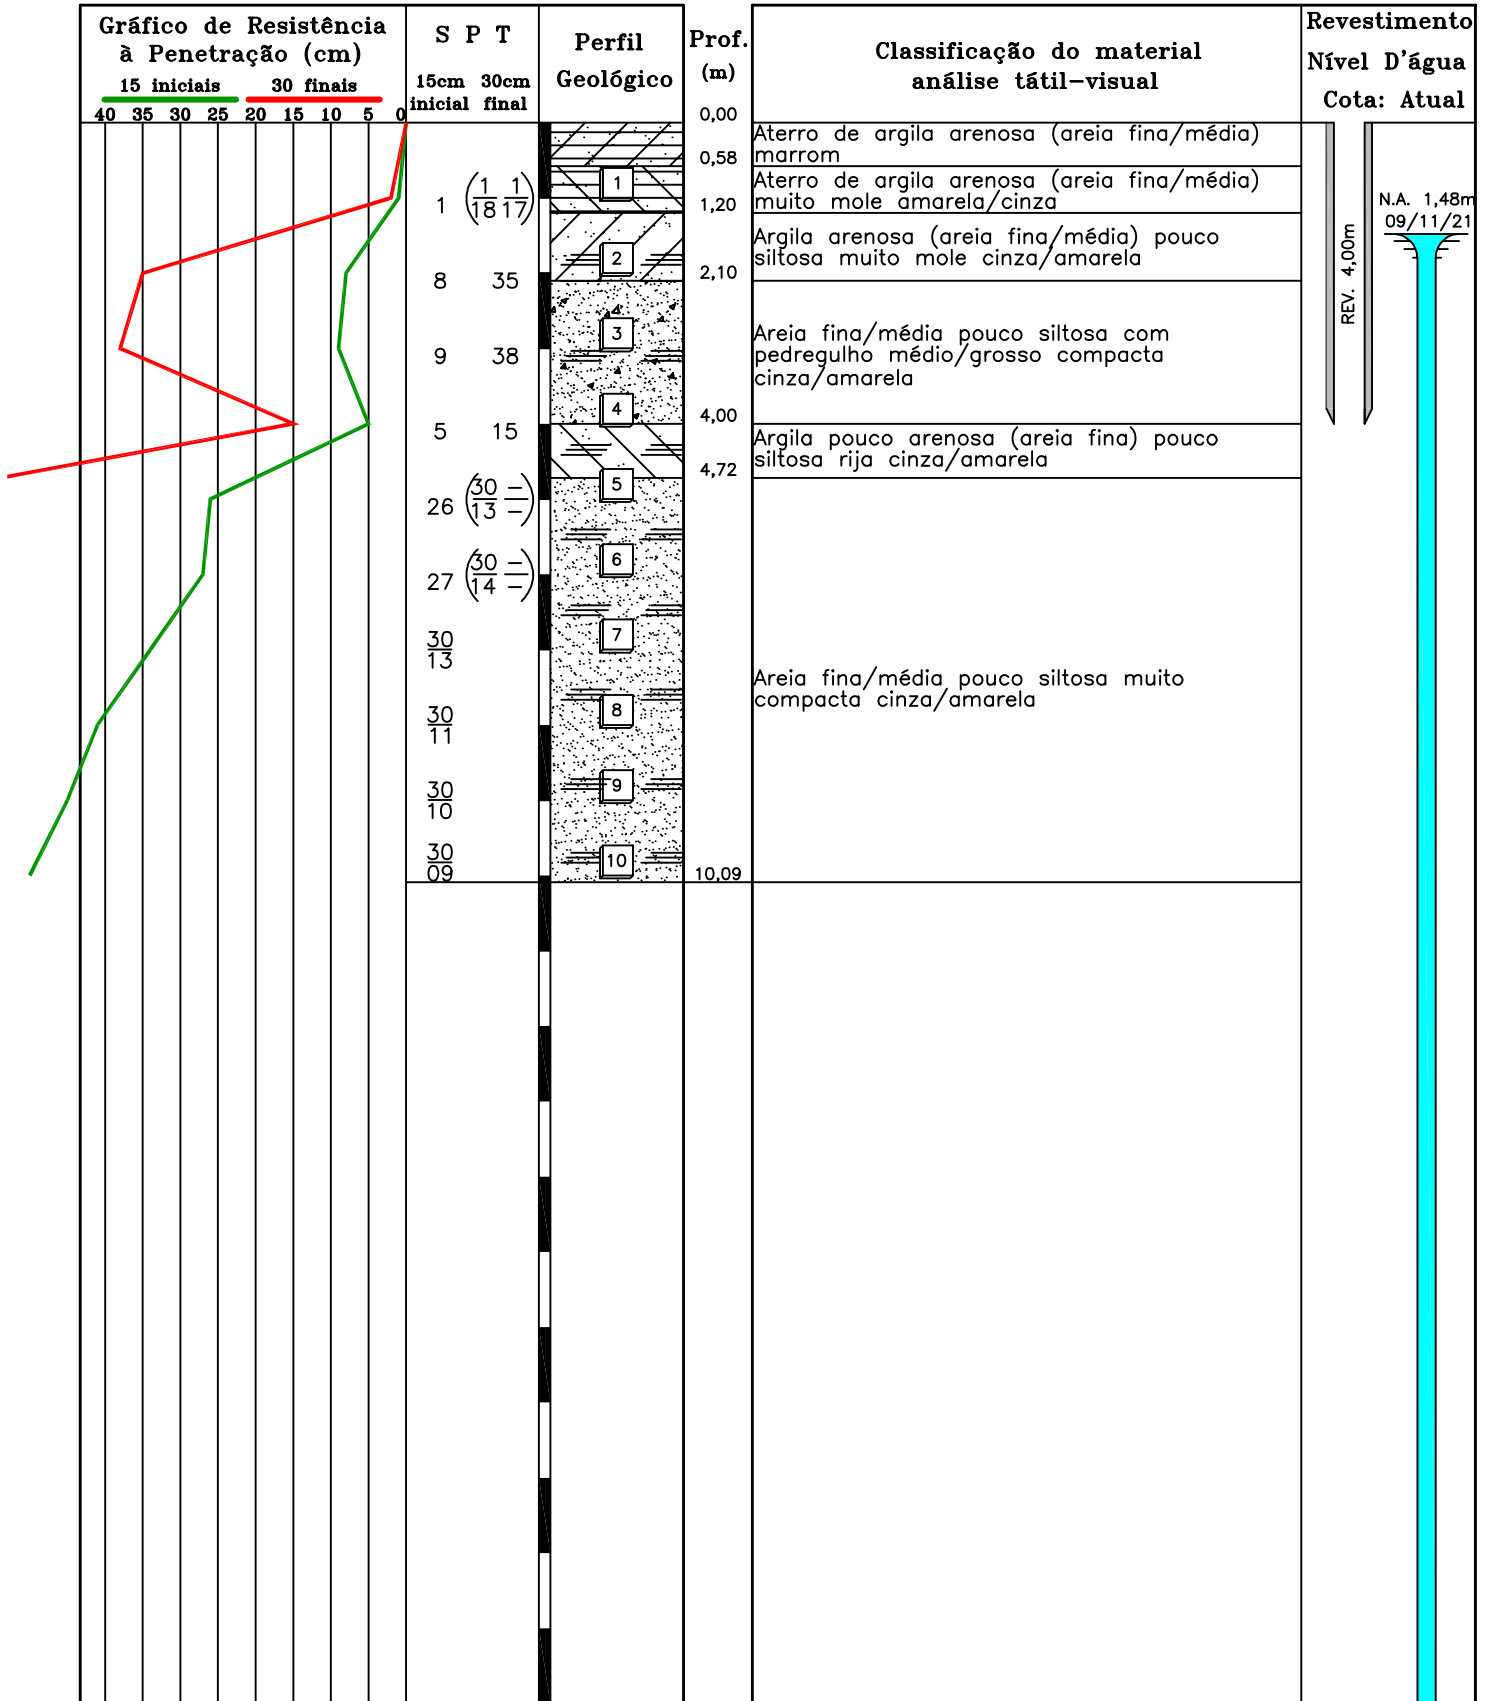 Gráfico de Resistência
à Penetração (cm)
15 iniciais 30 finais
40 35 30 25 20 15 10 5 0
S P T
15cm 30cm
inicial final
Perfil
Geológico
Prof.
(m)
Classificação do material
análise tátil-visual
Revestimento
Nível D'água
Cota: Atual
0,00
Aterro de argila arenosa (areia fina/média)
marrom
0,58
1 (1/18 1/17)
1
Aterro de argila arenosa (areia fina/média)
muito mole amarela/cinza
1,20
N.A. 1,48m
09/11/21
REV. 4,00m
Argila arenosa (areia fina/média) pouco
siltosa muito mole cinza/amarela
2
2,10
8 35
3
Areia fina/média pouco siltosa com
pedregulho médio/grosso compacta
cinza/amarela
9 38
4
4,00
5 15
Argila pouco arenosa (areia fina) pouco
siltosa rija cinza/amarela
4,72
5
26 (30/13 –/–)
6
27 (30/14 –/–)
7
30/13
Areia fina/média pouco siltosa muito
compacta cinza/amarela
8
30/11
9
30/10
10
30/09
10,09